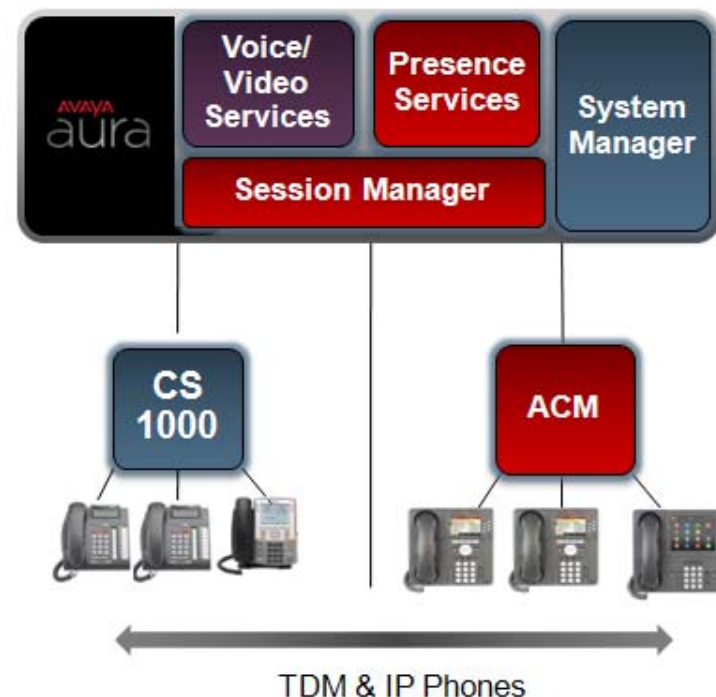 AVAYA
aura
Voice/
Video
Services
Presence
Services
System
Manager
Session Manager
CS
1000
ACM
TDM & IP Phones